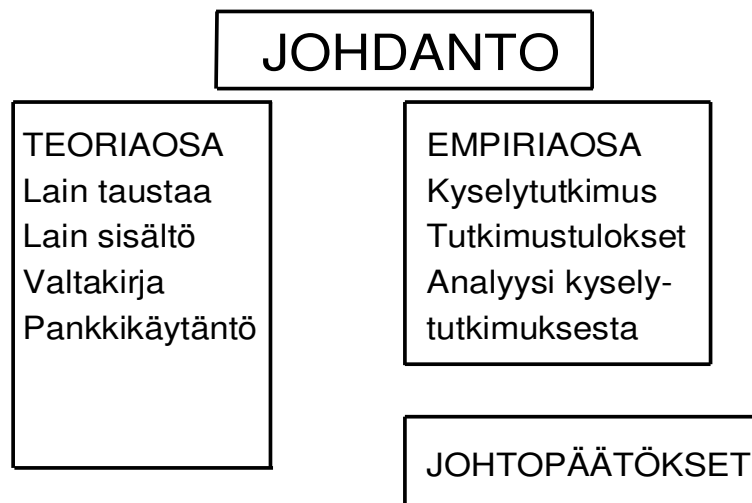 JOHDANTO
TEORIAOSA
Lain taustaa
Lain sisältö
Valtakirja
Pankkikäytäntö
EMPIRIAOSA
Kyselytutkimus
Tutkimustulokset
Analyysi kysely-
tutkimuksesta
JOHTOPÄÄTÖKSET